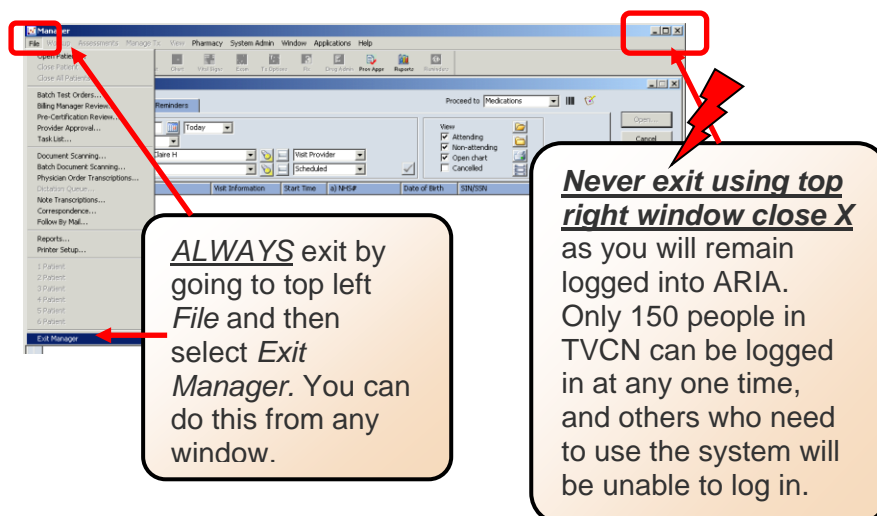 Manager
File Workup Assessments Manage Tx View Pharmacy System Admin Window Applications Help
Open Patient
Close Patient
Close All Patients
Chart Vital Signs Exam Tx Options Rx Drug Admin Prov Apps Reports Reminders
Batch Test Orders...
Billing Manager Review...
Pre-Certification Review...
Provider Approval...
Task List...
Document Scanning...
Batch Document Scanning...
Physician Order Transcriptions...
Dictation Queue...
Note Transcriptions...
Correspondence...
Follow By Mail...
Reports...
Printer Setup...
1 Patient
2 Patient
3 Patient
4 Patient
5 Patient
6 Patient
Exit Manager
Reminders
Proceed to Medications
Today
View
Attending
Non-attending
Open chart
Cancelled
Open...
Cancel
Claire H
Visit Provider
Scheduled
Visit Information Start Time a) NHS# Date of Birth SIN/SSN
ALWAYS exit by
going to top left
File and then
select Exit
Manager. You can
do this from any
window.
Never exit using top
right window close X
as you will remain
logged into ARIA.
Only 150 people in
TVCN can be logged
in at any one time,
and others who need
to use the system will
be unable to log in.